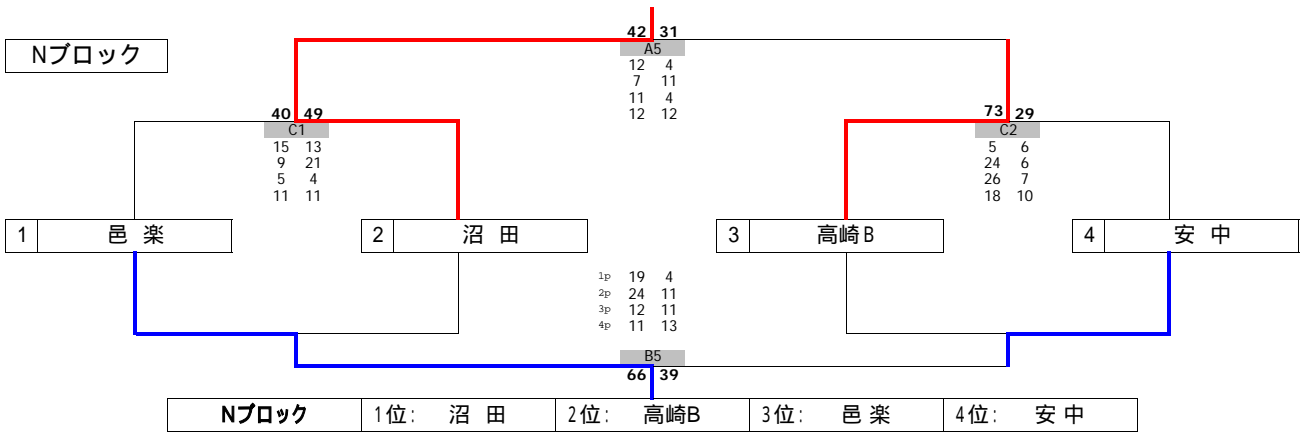 42 31
Nブロック
A5
12 4
7 11
11 4
12 12
40 49
C1
15 13
9 21
5 4
11 11
73 29
C2
5 6
24 6
26 7
18 10
1 邑 楽
2 沼 田
3 高崎B
4 安 中
1p 19 4
2p 24 11
3p 12 11
4p 11 13
B5
66 39
Nブロック 1位: 沼 田 2位: 高崎B 3位: 邑 楽 4位: 安 中